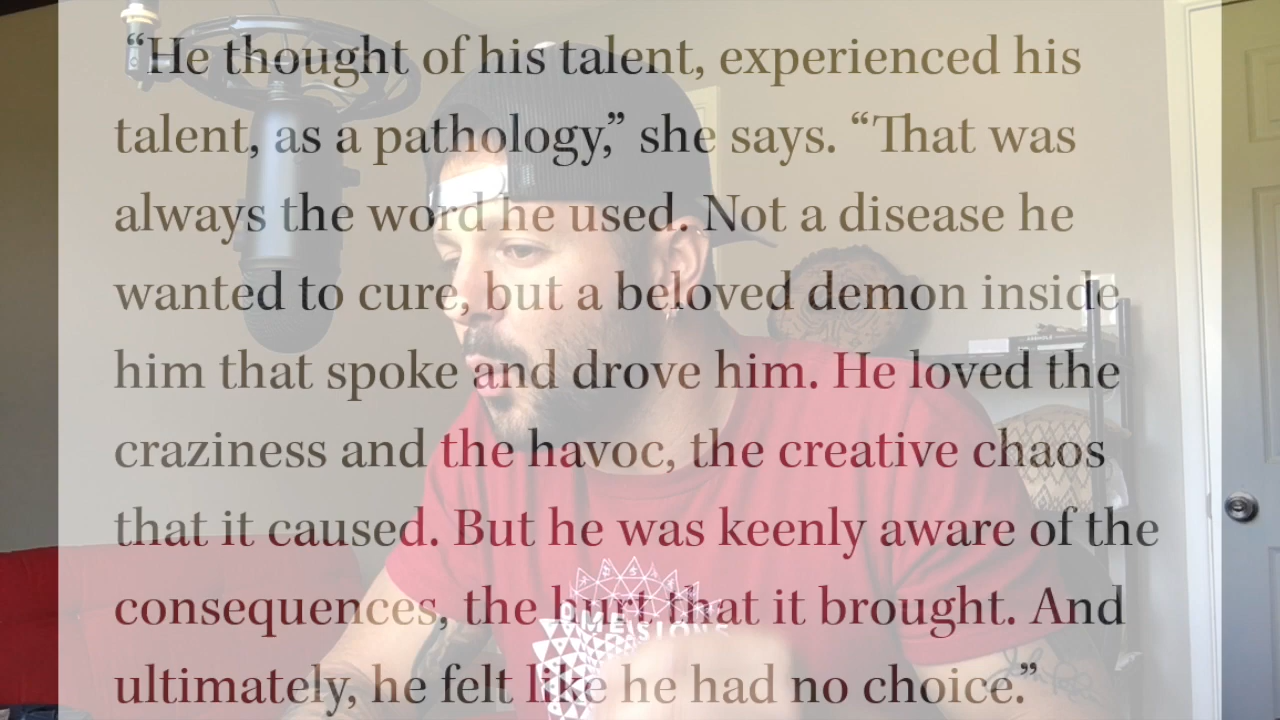 “He thought of his talent, experienced his
talent, as a pathology,” she says. “That was
always the word he used. Not a disease he
wanted to cure, but a beloved demon inside
him that spoke and drove him. He loved the
craziness and the havoc, the creative chaos
that it caused. But he was keenly aware of the
consequences, the hurt that it brought. And
ultimately, he felt like he had no choice.”